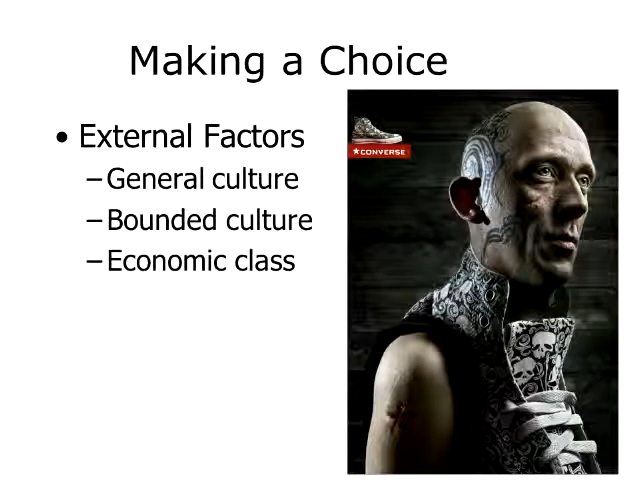 Making a Choice
• External Factors
– General culture
– Bounded culture
– Economic class
★CONVERSE